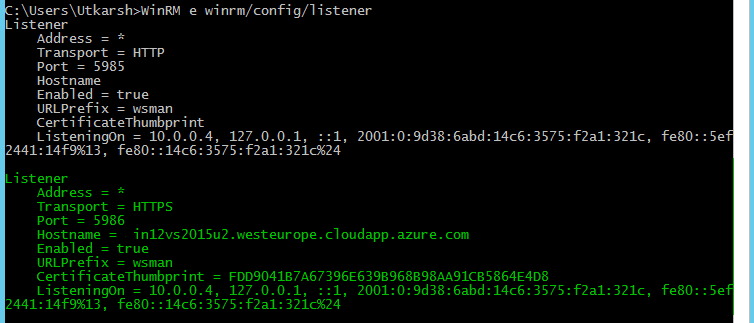 C:\Users\Utkarsh>WinRM e winrm/config/listener
Listener
    Address = *
    Transport = HTTP
    Port = 5985
    Hostname
    Enabled = true
    URLPrefix = wsman
    CertificateThumbprint
    ListeningOn = 10.0.0.4, 127.0.0.1, ::1, 2001:0:9d38:6abd:14c6:3575:f2a1:321c, fe80::5ef
2441:14f9%13, fe80::14c6:3575:f2a1:321c%24
Listener
    Address = *
    Transport = HTTPS
    Port = 5986
    Hostname =  in12vs2015u2.westeurope.cloudapp.azure.com
    Enabled = true
    URLPrefix = wsman
    CertificateThumbprint = FDD9041B7A67396E639B968B98AA91CB5864E4D8
    ListeningOn = 10.0.0.4, 127.0.0.1, ::1, 2001:0:9d38:6abd:14c6:3575:f2a1:321c, fe80::5ef
2441:14f9%13, fe80::14c6:3575:f2a1:321c%24